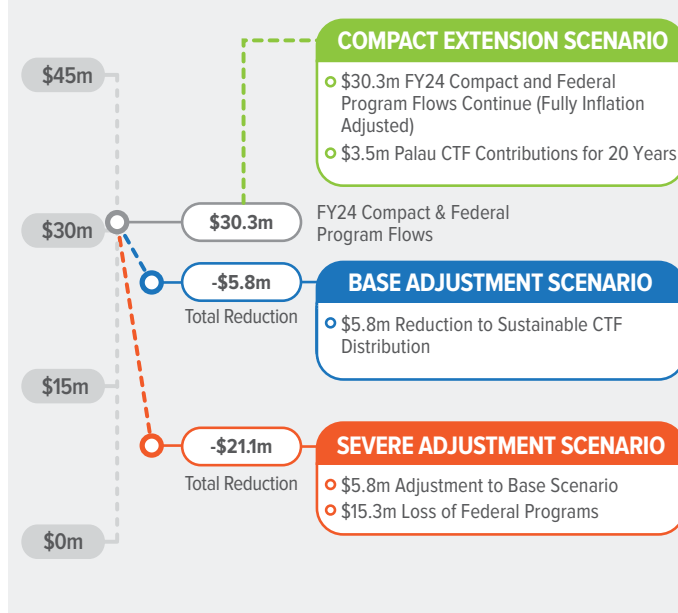 COMPACT EXTENSION SCENARIO
$30.3m FY24 Compact and Federal
Program Flows Continue (Fully Inflation
Adjusted)
$3.5m Palau CTF Contributions for 20 Years
$45m
$30m
$30.3m
FY24 Compact & Federal
Program Flows
-$5.8m
Total Reduction
BASE ADJUSTMENT SCENARIO
$5.8m Reduction to Sustainable CTF
Distribution
$15m
-$21.1m
Total Reduction
SEVERE ADJUSTMENT SCENARIO
$5.8m Adjustment to Base Scenario
$15.3m Loss of Federal Programs
$0m